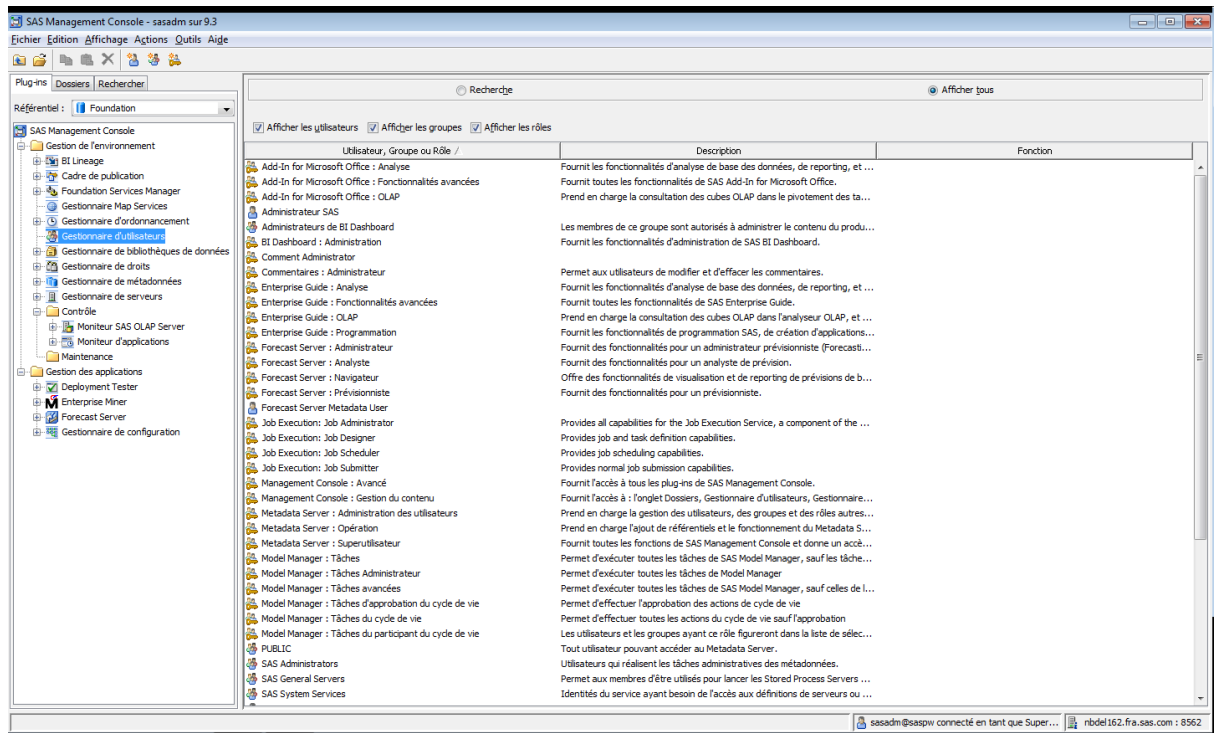 SAS Management Console - sasadm sur 9.3
Fichier Edition Affichage Actions Outils Aide
Plug-ins Dossiers Rechercher
Référentiel : Foundation
SAS Management Console
Gestion de l'environnement
BI Lineage
Cadre de publication
Foundation Services Manager
Gestionnaire Map Services
Gestionnaire d'ordonnancement
Gestionnaire d'utilisateurs
Gestionnaire de bibliothèques de données
Gestionnaire de droits
Gestionnaire de métadonnées
Gestionnaire de serveurs
Contrôle
Moniteur SAS OLAP Server
Moniteur d'applications
Maintenance
Gestion des applications
Deployment Tester
Enterprise Miner
Forecast Server
Gestionnaire de configuration
Recherche Afficher tous
Afficher les utilisateurs Afficher les groupes Afficher les rôles
Utilisateur, Groupe ou Rôle / Description Fonction
Add-In for Microsoft Office : Analyse Fournit les fonctionnalités d'analyse de base des données, de reporting, et ...
Add-In for Microsoft Office : Fonctionnalités avancées Fournit toutes les fonctionnalités de SAS Add-In for Microsoft Office.
Add-In for Microsoft Office : OLAP Prend en charge la consultation des cubes OLAP dans le pivotement des ta...
Administrateur SAS
Administrateurs de BI Dashboard Les membres de ce groupe sont autorisés à administrer le contenu du produ...
BI Dashboard : Administration Fournit les fonctionnalités d'administration de SAS BI Dashboard.
Comment Administrator
Commentaires : Administrateur Permet aux utilisateurs de modifier et d'effacer les commentaires.
Enterprise Guide : Analyse Fournit les fonctionnalités d'analyse de base des données, de reporting, et ...
Enterprise Guide : Fonctionnalités avancées Fournit toutes les fonctionnalités de SAS Enterprise Guide.
Enterprise Guide : OLAP Prend en charge la consultation des cubes OLAP dans l'analyseur OLAP, et ...
Enterprise Guide : Programmation Fournit les fonctionnalités de programmation SAS, de création d'applications...
Forecast Server : Administrateur Fournit des fonctionnalités pour un administrateur prévisionniste (Forecasti...
Forecast Server : Analyste Fournit des fonctionnalités pour un analyste de prévision.
Forecast Server : Navigateur Offre des fonctionnalités de visualisation et de reporting de prévisions de b...
Forecast Server : Prévisionniste Fournit des fonctionnalités pour un prévisionniste.
Forecast Server Metadata User
Job Execution: Job Administrator Provides all capabilities for the Job Execution Service, a component of the ...
Job Execution: Job Designer Provides job and task definition capabilities.
Job Execution: Job Scheduler Provides job scheduling capabilities.
Job Execution: Job Submitter Provides normal job submission capabilities.
Management Console : Avancé Fournit l'accès à tous les plug-ins de SAS Management Console.
Management Console : Gestion du contenu Fournit l'accès à : l'onglet Dossiers, Gestionnaire d'utilisateurs, Gestionnaire...
Metadata Server : Administration des utilisateurs Prend en charge la gestion des utilisateurs, des groupes et des rôles autres...
Metadata Server : Opération Prend en charge l'ajout de référentiels et le fonctionnement du Metadata S...
Metadata Server : Superutilisateur Fournit toutes les fonctions de SAS Management Console et donne un accè...
Model Manager : Tâches Permet d'exécuter toutes les tâches de SAS Model Manager, sauf les tâche...
Model Manager : Tâches Administrateur Permet d'exécuter toutes les tâches de Model Manager
Model Manager : Tâches avancées Permet d'exécuter toutes les tâches de SAS Model Manager, sauf celles de l...
Model Manager : Tâches d'approbation du cycle de vie Permet d'effectuer l'approbation des actions de cycle de vie
Model Manager : Tâches du cycle de vie Permet d'effectuer toutes les actions du cycle de vie sauf l'approbation
Model Manager : Tâches du participant du cycle de vie Les utilisateurs et les groupes ayant ce rôle figureront dans la liste de sélec...
PUBLIC Tout utilisateur pouvant accéder au Metadata Server.
SAS Administrators Utilisateurs qui réalisent les tâches administratives des métadonnées.
SAS General Servers Permet aux membres d'être utilisés pour lancer les Stored Process Servers ...
SAS System Services Identités du service ayant besoin de l'accès aux définitions de serveurs ou ...
sasadm@saspw connecté en tant que Super... nbdel162.fra.sas.com : 8562